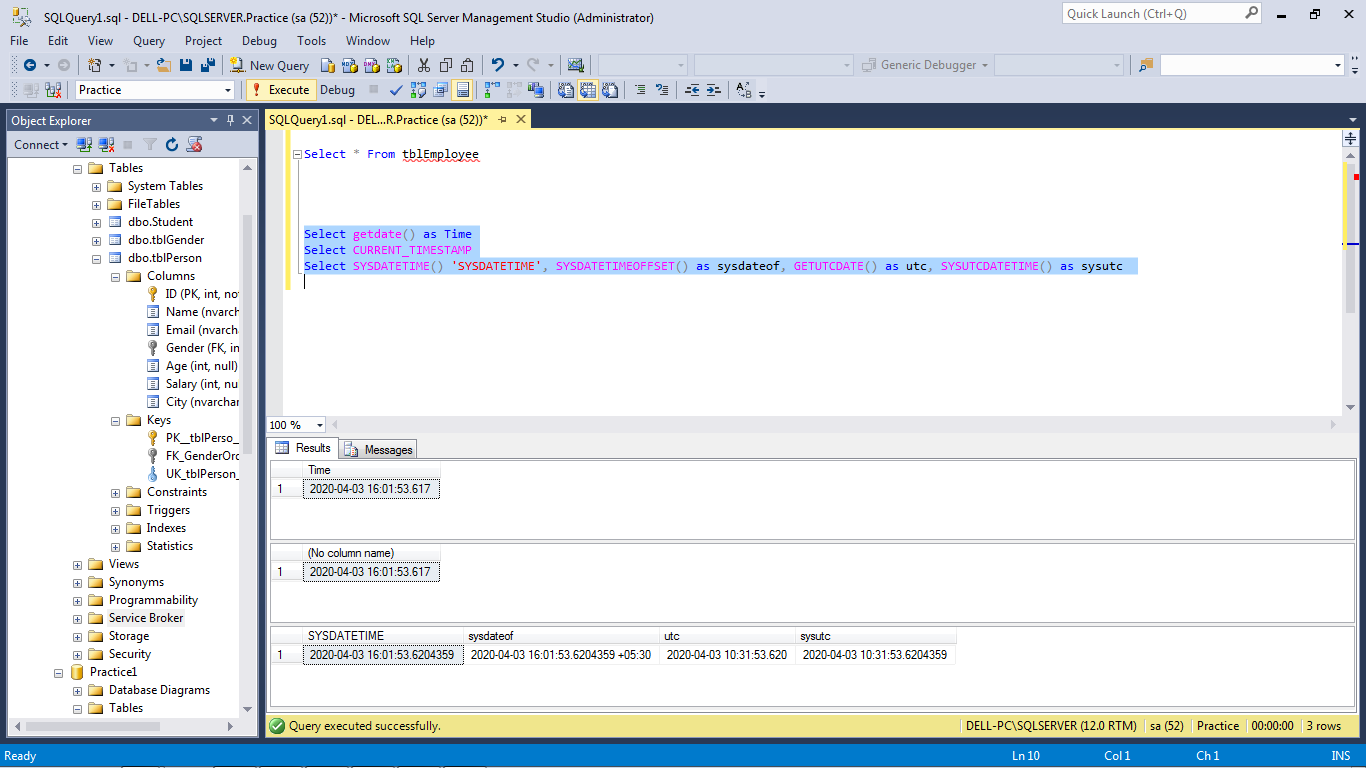 SQLQuery1.sql - DELL-PC\SQLSERVER.Practice (sa (52))* - Microsoft SQL Server Management Studio (Administrator)
Quick Launch (Ctrl+Q)
File Edit View Query Project Debug Tools Window Help
New Query
Generic Debugger
Practice
Execute Debug
Object Explorer
SQLQuery1.sql - DEL...R.Practice (sa (52))*
Connect
Tables
System Tables
FileTables
dbo.Student
dbo.tblGender
dbo.tblPerson
Columns
ID (PK, int, no
Name (nvarch
Email (nvarch
Gender (FK, in
Age (int, null)
Salary (int, nu
City (nvarchar
Keys
PK__tblPerso_
FK_GenderOrd
UK_tblPerson_
Constraints
Triggers
Indexes
Statistics
Views
Synonyms
Programmability
Service Broker
Storage
Security
Practice1
Database Diagrams
Tables
Select * From tblEmployee
Select getdate() as Time
Select CURRENT_TIMESTAMP
Select SYSDATETIME() 'SYSDATETIME', SYSDATETIMEOFFSET() as sysdateof, GETUTCDATE() as utc, SYSUTCDATETIME() as sysutc
100 %
Results Messages
Time
1 2020-04-03 16:01:53.617
(No column name)
1 2020-04-03 16:01:53.617
SYSDATETIME sysdateof utc sysutc
1 2020-04-03 16:01:53.6204359 2020-04-03 16:01:53.6204359 +05:30 2020-04-03 10:31:53.620 2020-04-03 10:31:53.6204359
Query executed successfully.
DELL-PC\SQLSERVER (12.0 RTM) sa (52) Practice 00:00:00 3 rows
Ready Ln 10 Col 1 Ch 1 INS